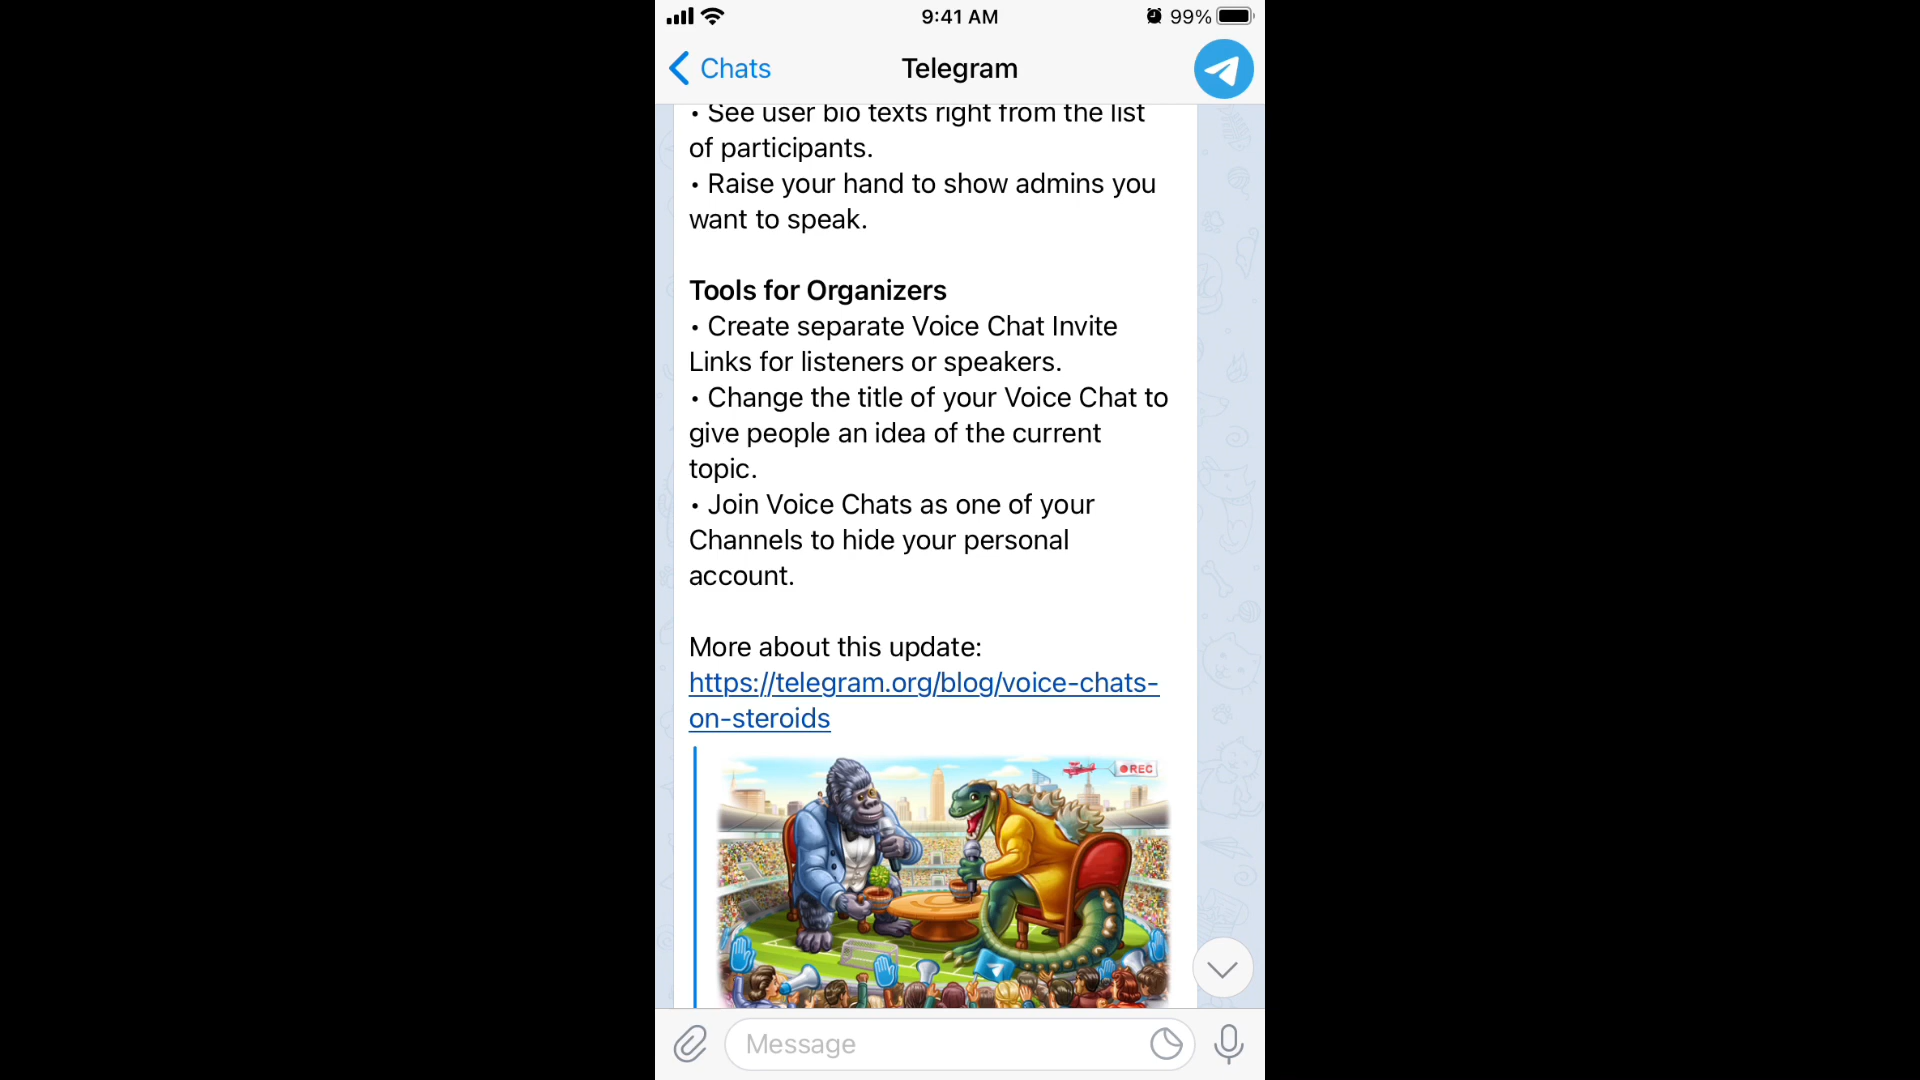 9:41 AM
99%
Chats
Telegram
• See user bio texts right from the list
of participants.
• Raise your hand to show admins you
want to speak.
Tools for Organizers
• Create separate Voice Chat Invite
Links for listeners or speakers.
• Change the title of your Voice Chat to
give people an idea of the current
topic.
• Join Voice Chats as one of your
Channels to hide your personal
account.
More about this update:
https://telegram.org/blog/voice-chats-
on-steroids
REC
Message